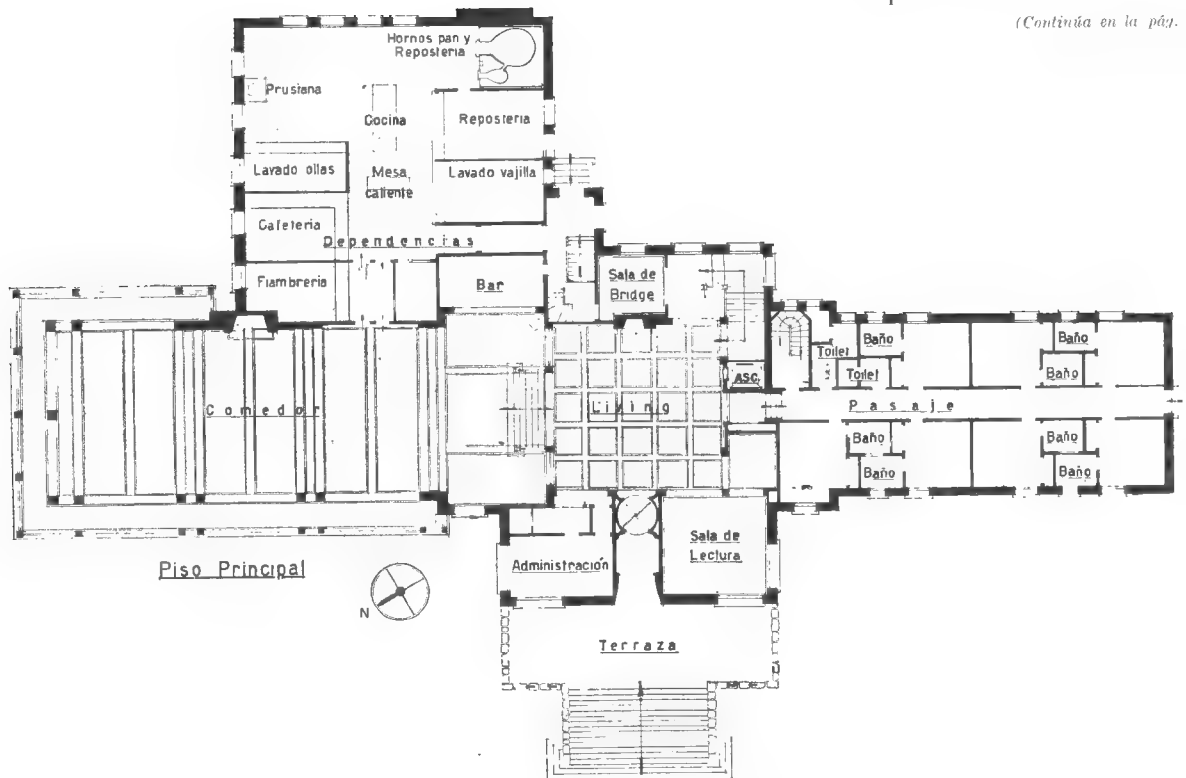 (Continúa en la pág.
Hornos pan y
Reposteria
Prusiana
Cocina
Reposteria
Lavado ollas
Mesa
caliente
Lavado vajilla
Cafeteria
Dependencias
Fiambreria
Bar
Sala de
Bridge
Toilet
Baño
Baño
Toilet
Baño
ASC.
Comedor
Living
Pasaje
Baño
Baño
Baño
Baño
Sala de
Lectura
Administración
Piso Principal
N
Terraza